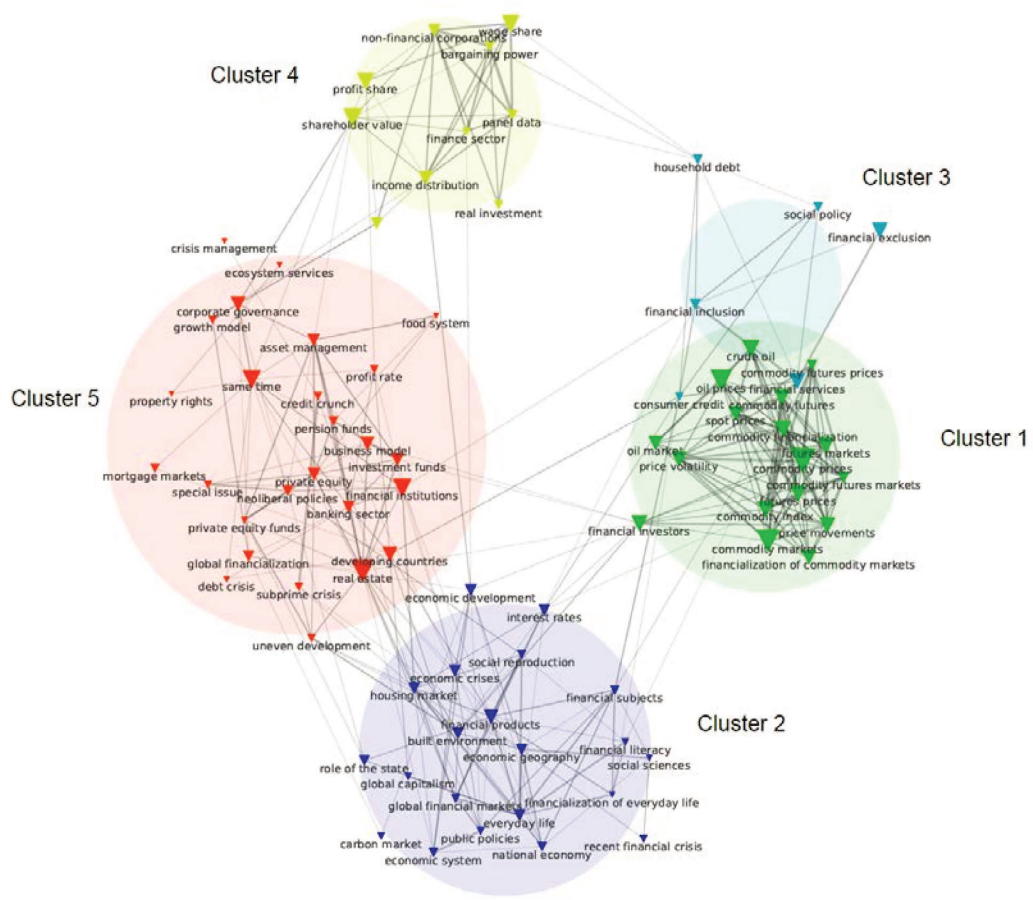 wage share
non-financial corporations
bargaining power
Cluster 4
profit share
shareholder value
panel data
finance sector
income distribution
real investment
household debt
Cluster 3
social policy
financial exclusion
financial inclusion
crisis management
ecosystem services
corporate governance
growth model
food system
asset management
profit rate
same time
property rights
credit crunch
Cluster 5
pension funds
business model
investment funds
mortgage markets
private equity
special issue
neoliberal policies
financial institutions
banking sector
private equity funds
global financialization
developing countries
real estate
debt crisis
subprime crisis
uneven development
crude oil
commodity futures prices
oil prices
financial services
consumer credit
commodity futures
spot prices
commodity financialization
Cluster 1
oil market
futures markets
price volatility
commodity prices
commodity futures markets
futures prices
commodity index
financial investors
price movements
commodity markets
financialization of commodity markets
economic development
interest rates
social reproduction
economic crises
housing market
financial subjects
Cluster 2
financial products
built environment
economic geography
financial literacy
social sciences
role of the state
global capitalism
global financial markets
financialization of everyday life
everyday life
public policies
carbon market
economic system
national economy
recent financial crisis